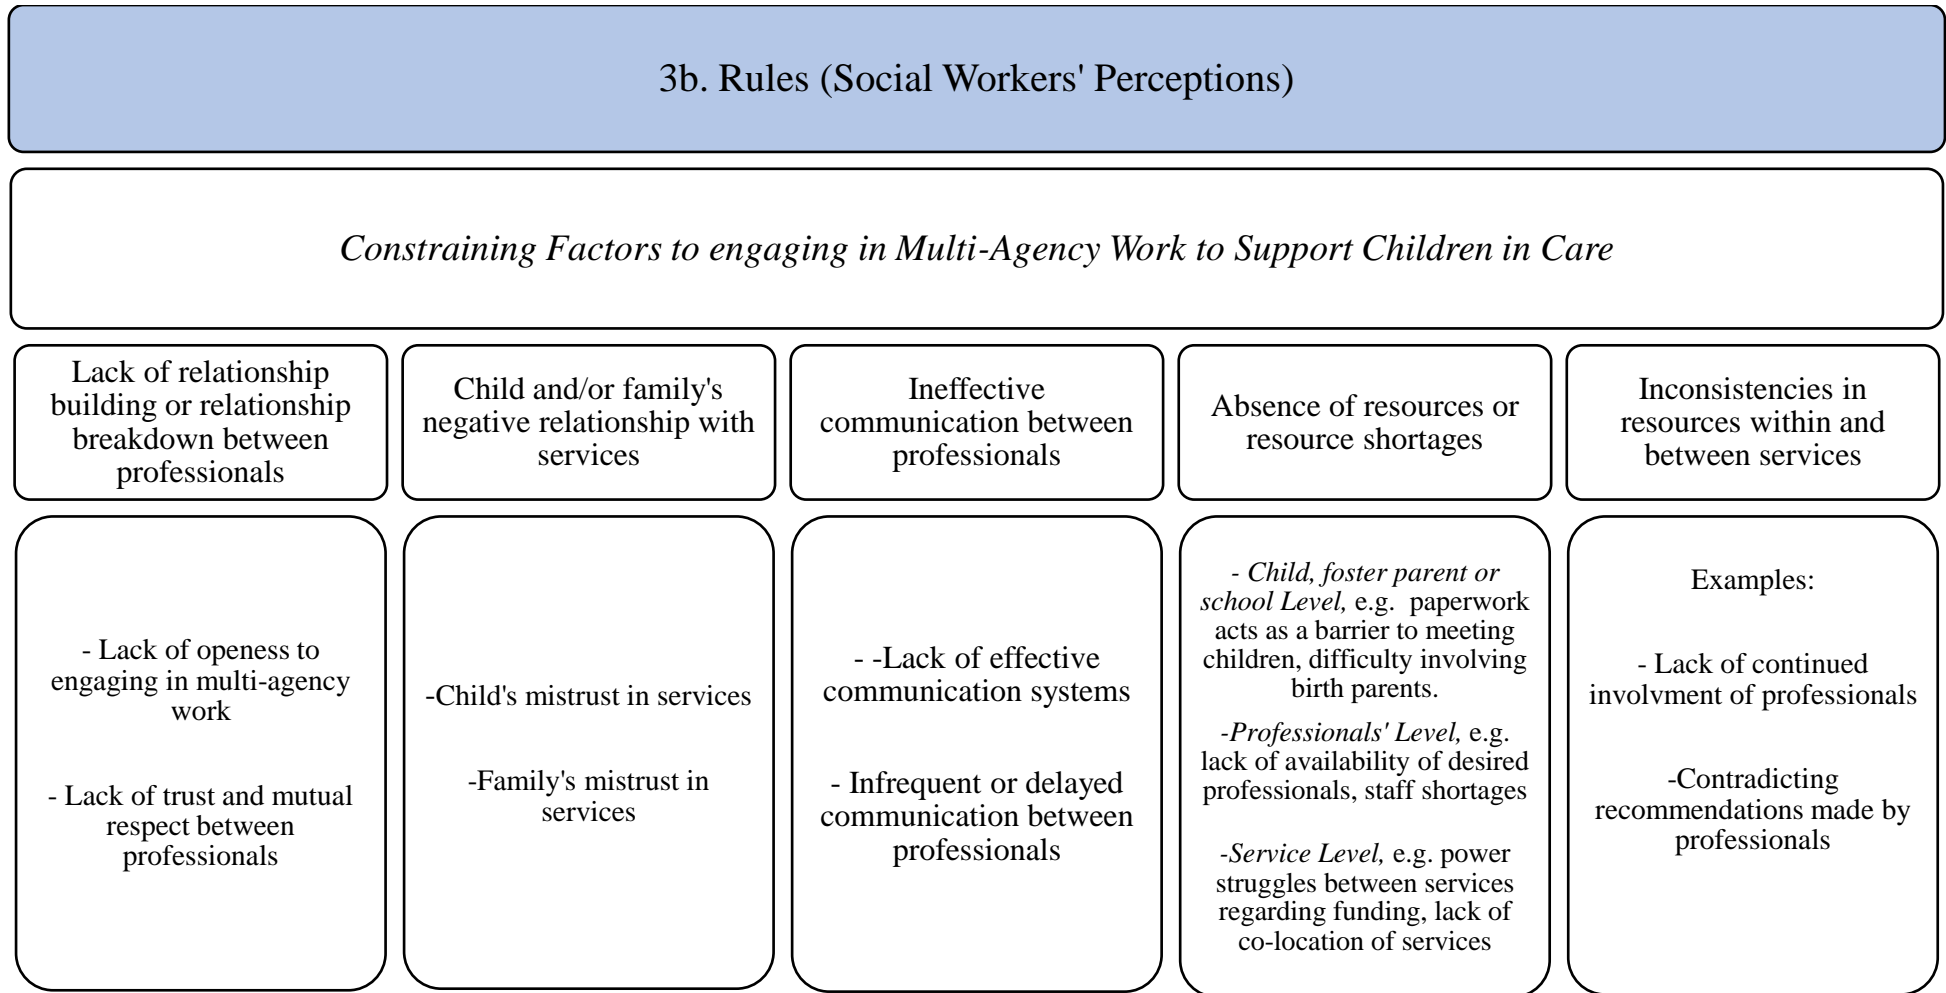 3b. Rules (Social Workers' Perceptions)
Constraining Factors to engaging in Multi-Agency Work to Support Children in Care
Lack of relationship
building or relationship
breakdown between
professionals
Child and/or family's
negative relationship with
services
Ineffective
communication between
professionals
Absence of resources or
resource shortages
Inconsistencies in
resources within and
between services
- Lack of openess to
engaging in multi-agency
work
- Lack of trust and mutual
respect between
professionals
-Child's mistrust in services
-Family's mistrust in
services
- -Lack of effective
communication systems
- Infrequent or delayed
communication between
professionals
- Child, foster parent or
school Level, e.g. paperwork
acts as a barrier to meeting
children, difficulty involving
birth parents.
-Professionals' Level, e.g.
lack of availability of desired
professionals, staff shortages
-Service Level, e.g. power
struggles between services
regarding funding, lack of
co-location of services
Examples:
- Lack of continued
involvment of professionals
-Contradicting
recommendations made by
professionals